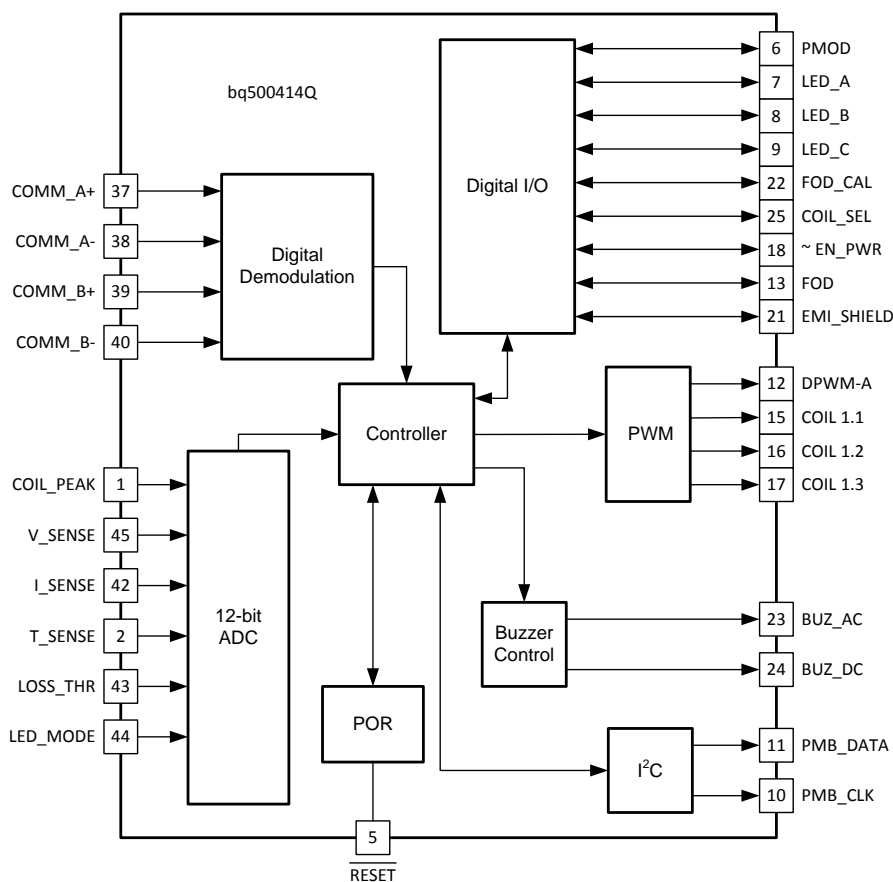 bq500414Q
37 COMM_A+
38 COMM_A-
39 COMM_B+
40 COMM_B-
Digital
Demodulation
Digital I/O
6 PMOD
7 LED_A
8 LED_B
9 LED_C
22 FOD_CAL
25 COIL_SEL
18 ~ EN_PWR
13 FOD
21 EMI_SHIELD
Controller
PWM
12 DPWM-A
15 COIL 1.1
16 COIL 1.2
17 COIL 1.3
COIL_PEAK 1
V_SENSE 45
I_SENSE 42
T_SENSE 2
LOSS_THR 43
LED_MODE 44
12-bit
ADC
Buzzer
Control
23 BUZ_AC
24 BUZ_DC
POR
I²C
11 PMB_DATA
10 PMB_CLK
5
RESET